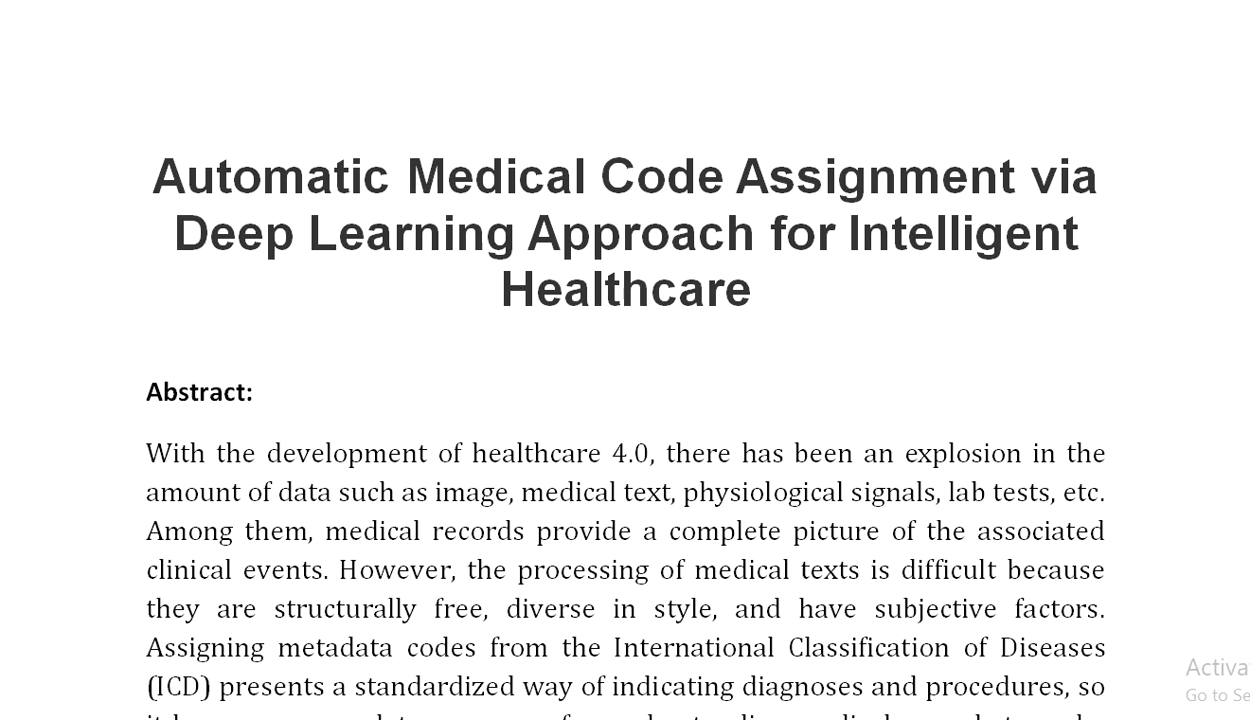 Automatic Medical Code Assignment via
Deep Learning Approach for Intelligent
Healthcare
Abstract:
With the development of healthcare 4.0, there has been an explosion in the
amount of data such as image, medical text, physiological signals, lab tests, etc.
Among them, medical records provide a complete picture of the associated
clinical events. However, the processing of medical texts is difficult because
they are structurally free, diverse in style, and have subjective factors.
Assigning metadata codes from the International Classification of Diseases
(ICD) presents a standardized way of indicating diagnoses and procedures, so
Activa
Go to Se